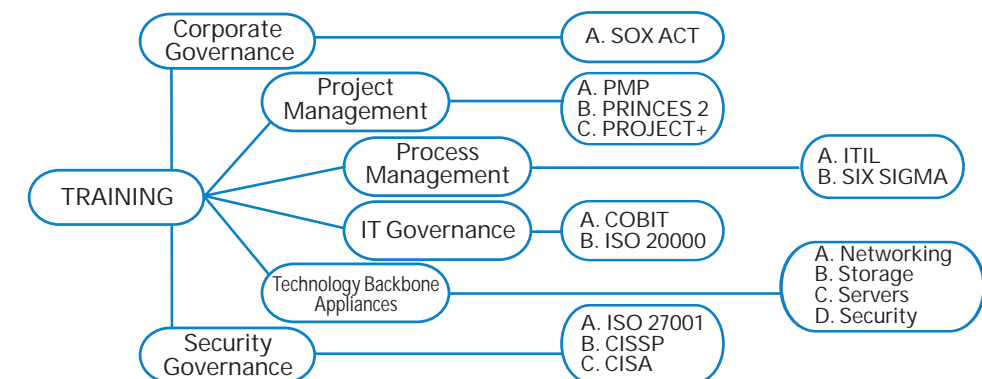 Corporate
Governance
A. SOX ACT
Project
Management
A. PMP
B. PRINCES 2
C. PROJECT+
Process
Management
A. ITIL
B. SIX SIGMA
TRAINING
IT Governance
A. COBIT
B. ISO 20000
Technology Backbone
Appliances
A. Networking
B. Storage
C. Servers
D. Security
Security
Governance
A. ISO 27001
B. CISSP
C. CISA